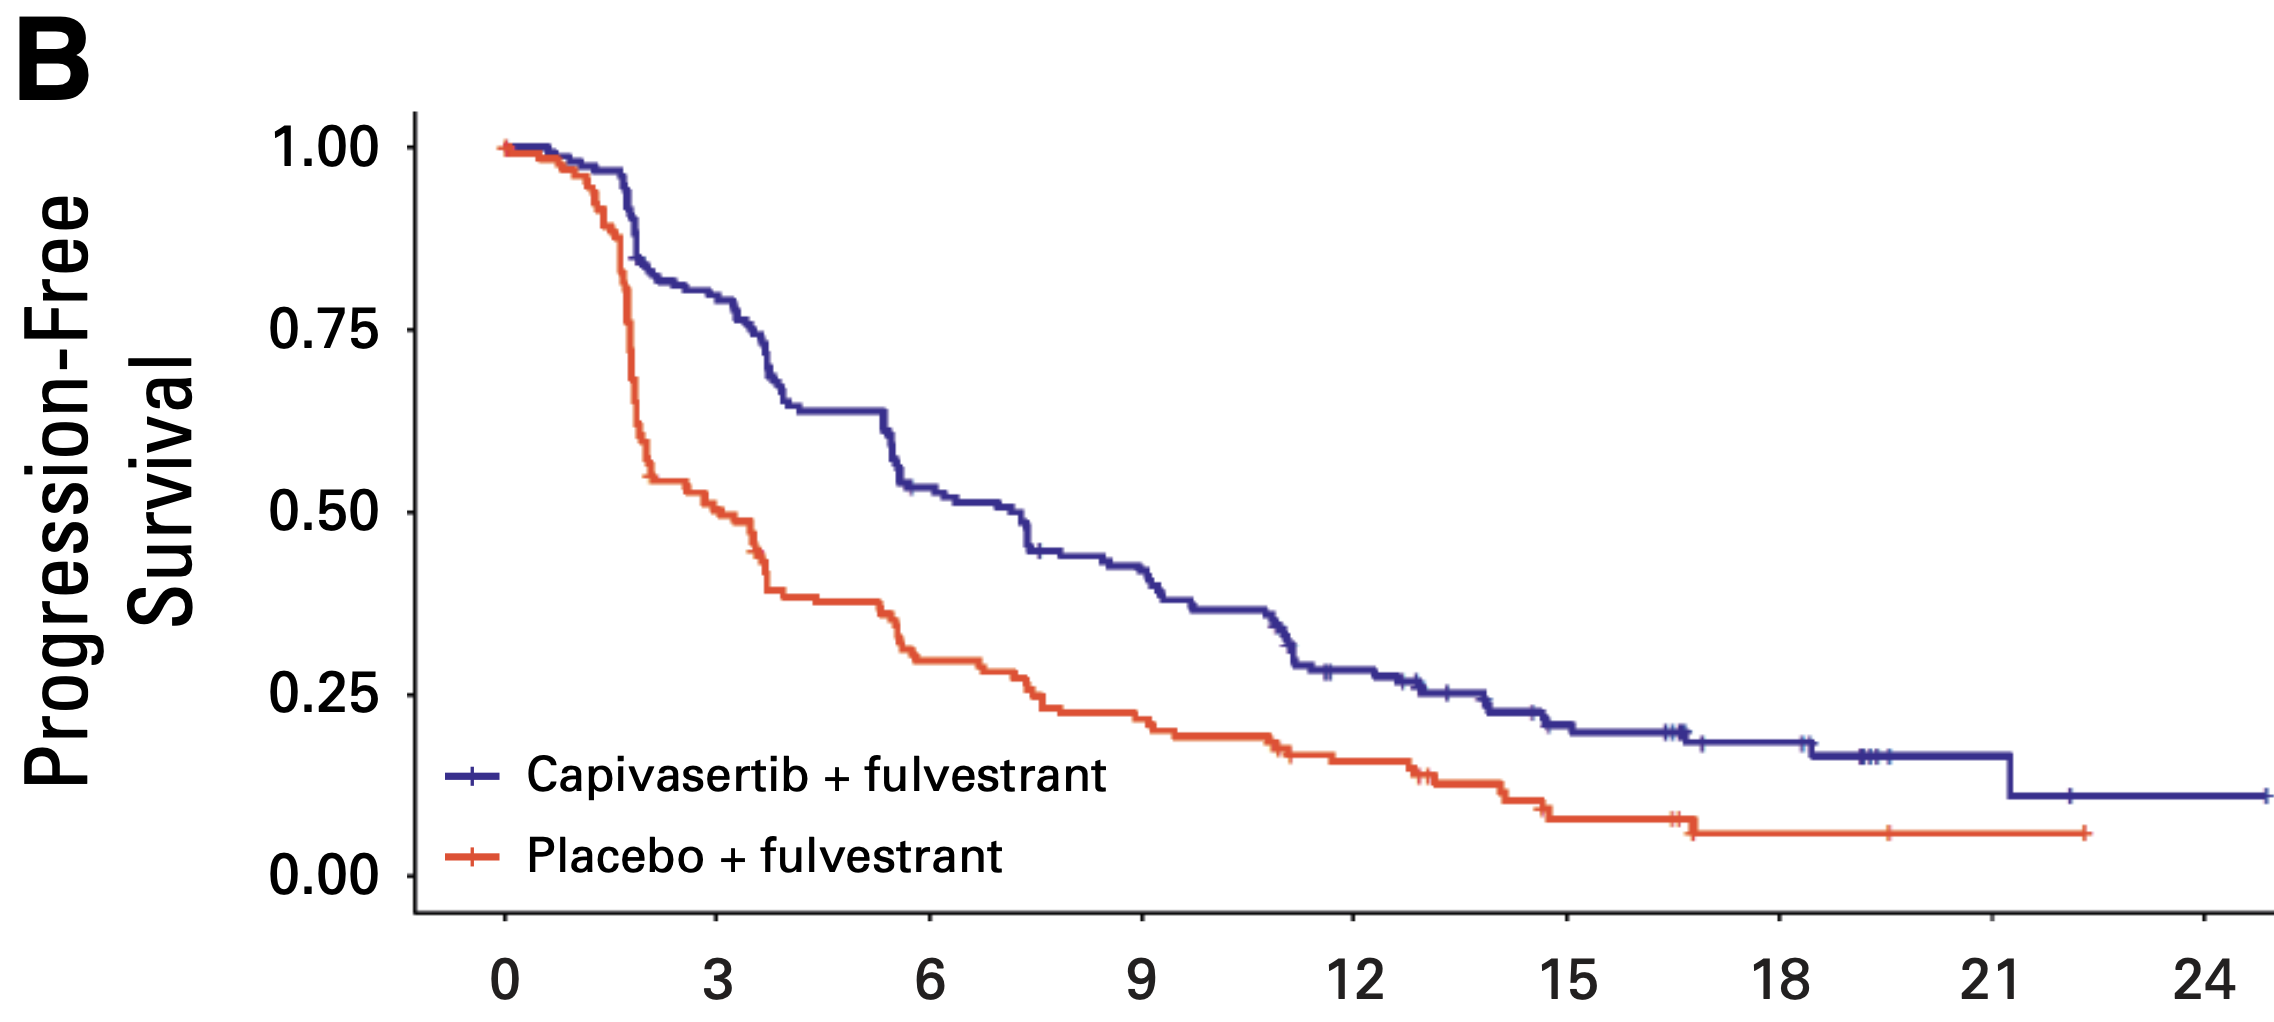 B
Progression-Free
Survival
1.00
0.75
0.50
0.25
0.00
Capivasertib + fulvestrant
Placebo + fulvestrant
0 3 6 9 12 15 18 21 24